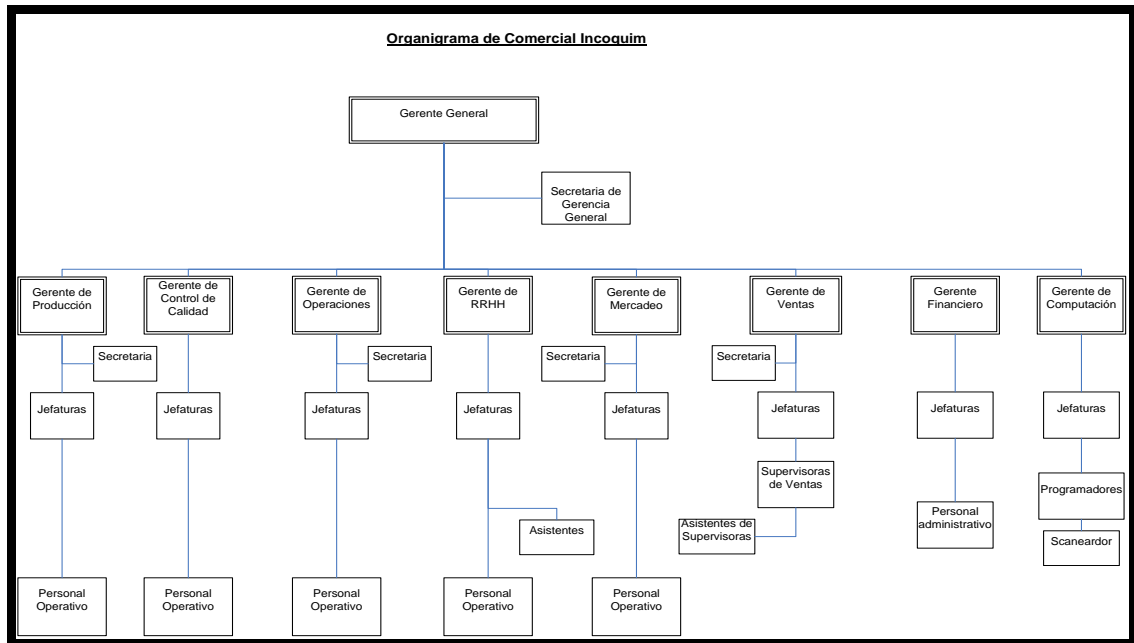 Organigrama de Comercial Incoquim
Gerente General
Secretaria de
Gerencia
General
Gerente de
Producción
Gerente de
Control de
Calidad
Gerente de
Operaciones
Gerente de
RRHH
Gerente de
Mercadeo
Gerente de
Ventas
Gerente
Financiero
Gerente de
Computación
Secretaria
Secretaria
Secretaria
Secretaria
Jefaturas
Jefaturas
Jefaturas
Jefaturas
Jefaturas
Jefaturas
Jefaturas
Jefaturas
Supervisoras
de Ventas
Programadores
Asistentes
Asistentes de
Supervisoras
Personal
administrativo
Scaneardor
Personal
Operativo
Personal
Operativo
Personal
Operativo
Personal
Operativo
Personal
Operativo